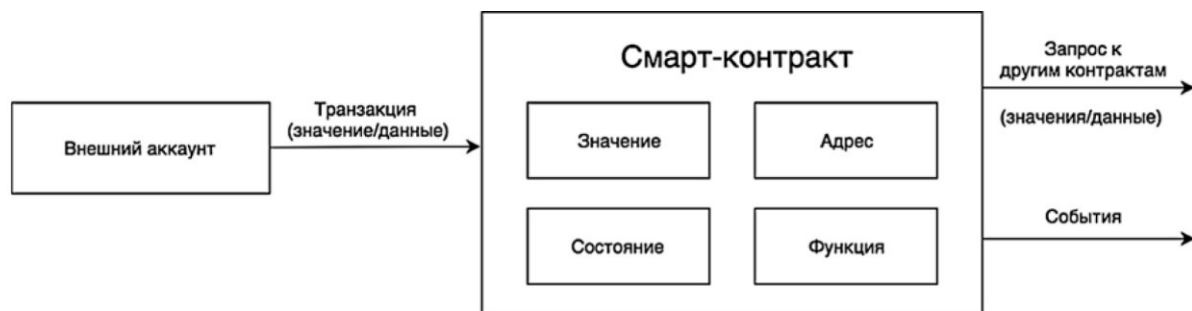 Смарт-контракт
Внешний аккаунт
Транзакция
(значение/данные)
Значение
Адрес
Состояние
Функция
Запрос к
другим контрактам
(значения/данные)
События